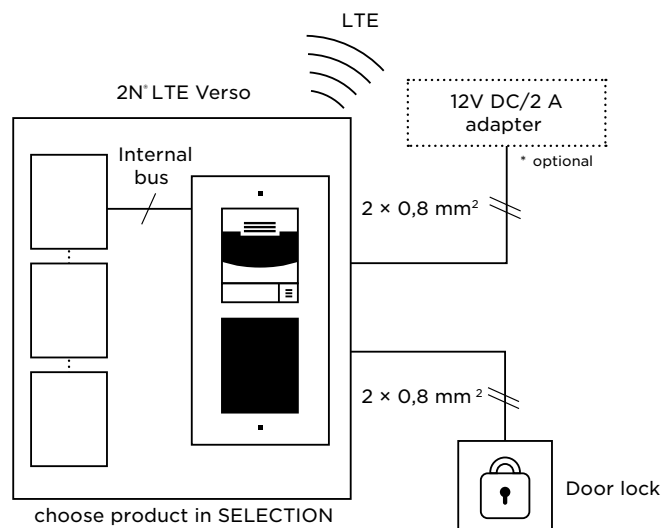 LTE
2N® LTE Verso
12V DC/2 A
adapter
* optional
Internal
bus
2 × 0,8 mm²
2 × 0,8 mm²
Door lock
choose product in SELECTION